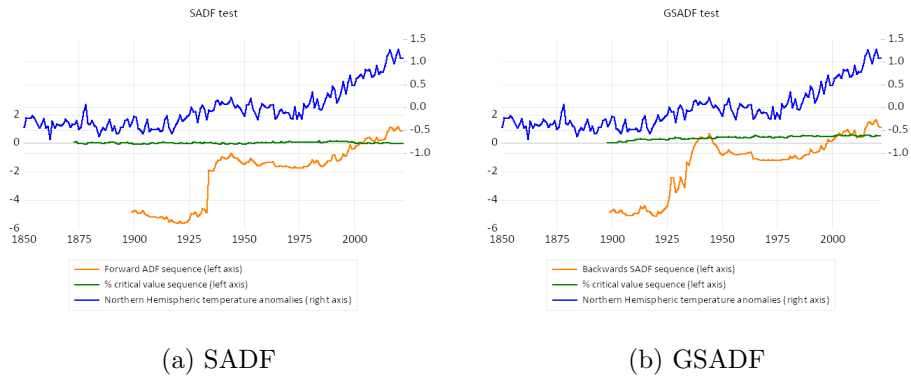 SADF test
1.5
1.0
0.5
0.0
-0.5
-1.0
2
0
-2
-4
-6
1850 1875 1900 1925 1950 1975 2000
Forward ADF sequence (left axis)
% critical value sequence (left axis)
Northern Hemispheric temperature anomalies (right axis)
(a) SADF
GSADF test
1.5
1.0
0.5
0.0
-0.5
-1.0
2
0
-2
-4
-6
1850 1875 1900 1925 1950 1975 2000
Backwards SADF sequence (left axis)
% critical value sequence (left axis)
Northern Hemispheric temperature anomalies (right axis)
(b) GSADF